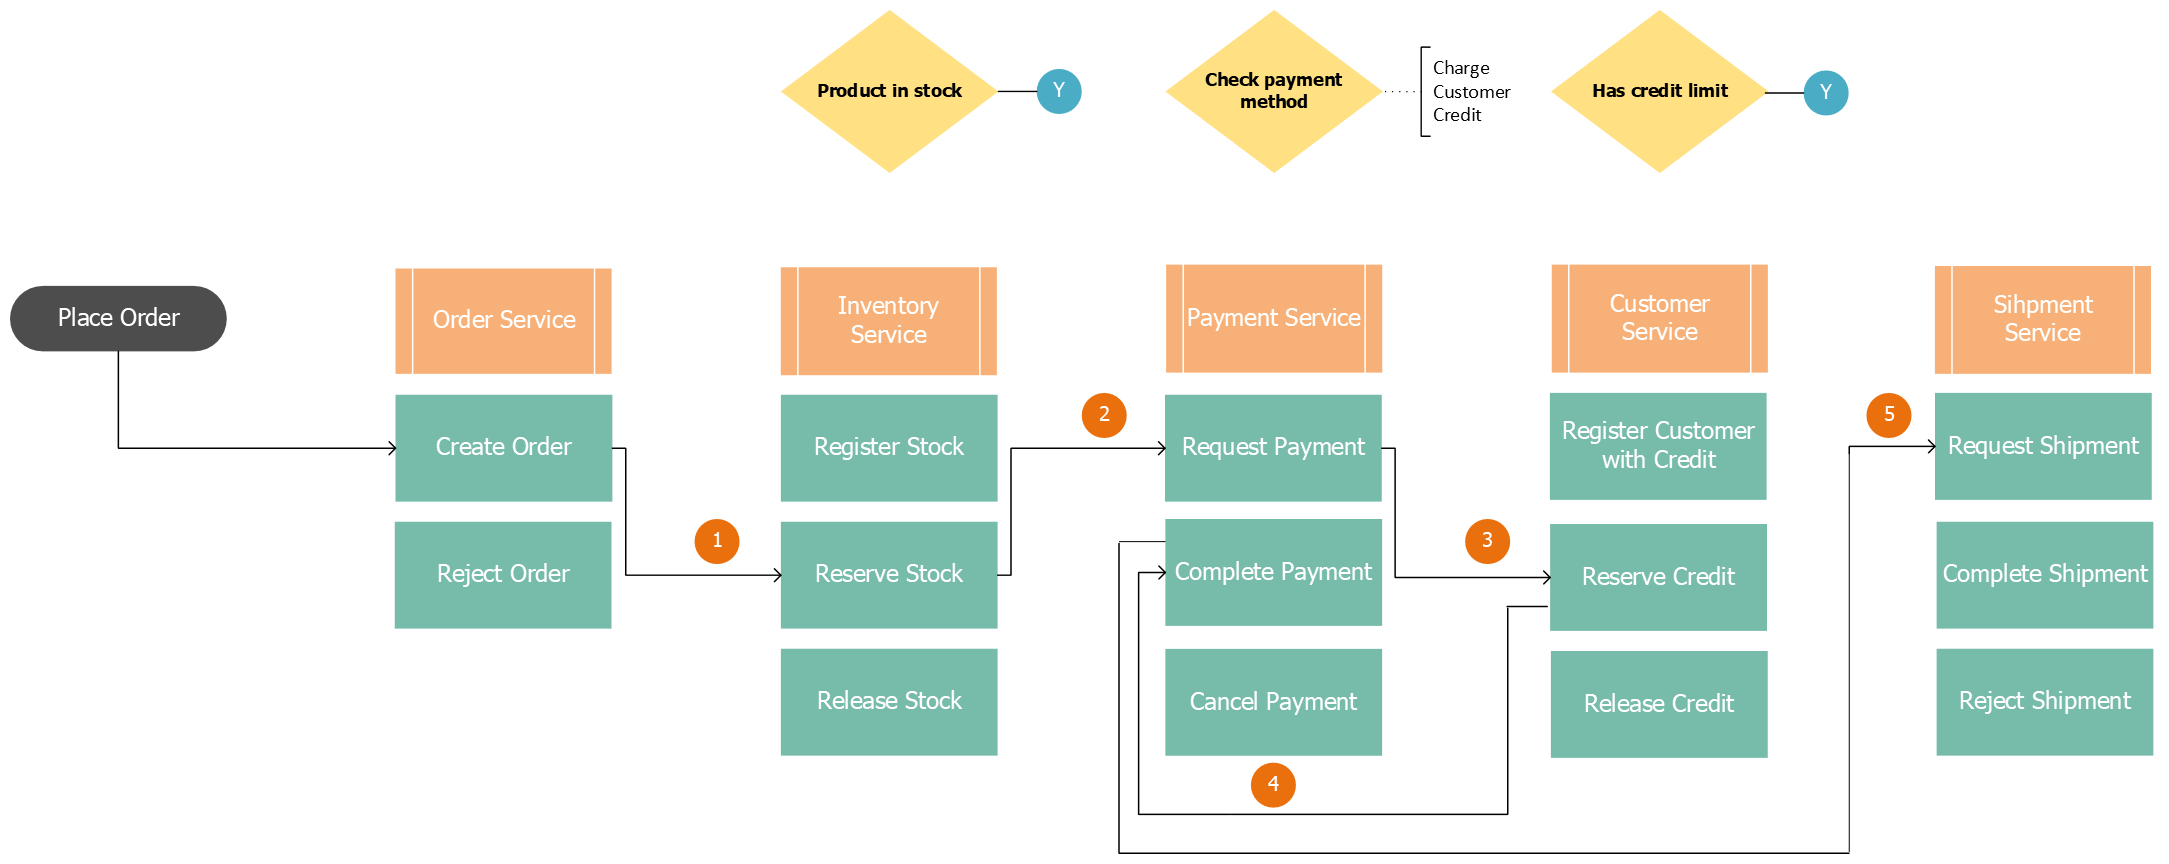 Product in stock
Y
Check payment
method
Charge
Customer
Credit
Has credit limit
Y
Place Order
Order Service
Inventory
Service
Payment Service
Customer
Service
Sihpment
Service
Create Order
Register Stock
2
Request Payment
Register Customer
with Credit
5
Request Shipment
Reject Order
1
Reserve Stock
Complete Payment
3
Reserve Credit
Complete Shipment
Release Stock
Cancel Payment
Release Credit
Reject Shipment
4